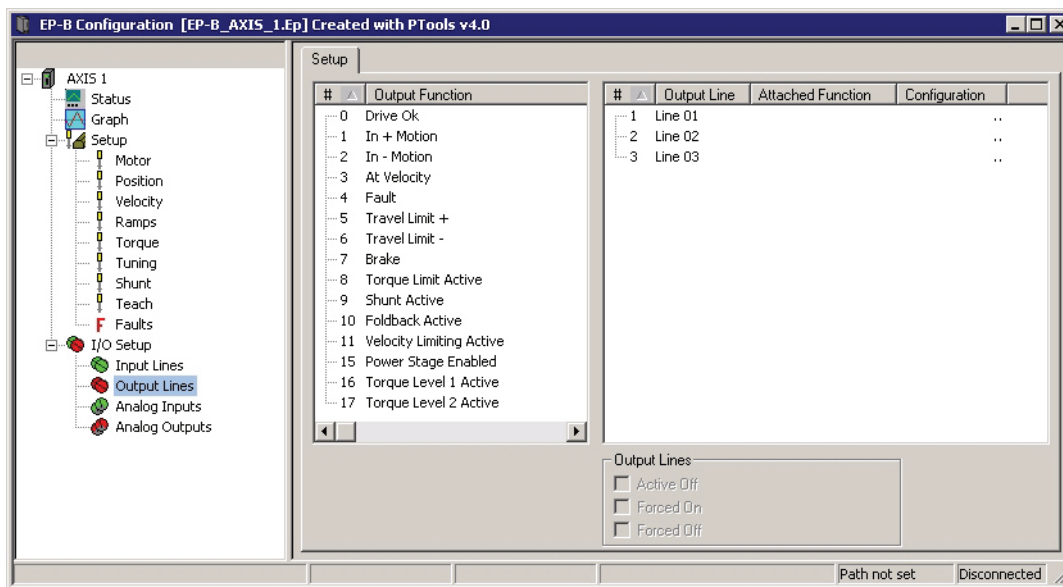 EP-B Configuration [EP-B_AXIS_1.Ep] Created with PTools v4.0
AXIS 1
Status
Graph
Setup
Motor
Position
Velocity
Ramps
Torque
Tuning
Shunt
Teach
F Faults
I/O Setup
Input Lines
Output Lines
Analog Inputs
Analog Outputs
Setup
# Output Function
0 Drive Ok
1 In + Motion
2 In - Motion
3 At Velocity
4 Fault
5 Travel Limit +
6 Travel Limit -
7 Brake
8 Torque Limit Active
9 Shunt Active
10 Foldback Active
11 Velocity Limiting Active
15 Power Stage Enabled
16 Torque Level 1 Active
17 Torque Level 2 Active
# Output Line Attached Function Configuration
1 Line 01 ..
2 Line 02 ..
3 Line 03 ..
Output Lines
Active Off
Forced On
Forced Off
Path not set Disconnected